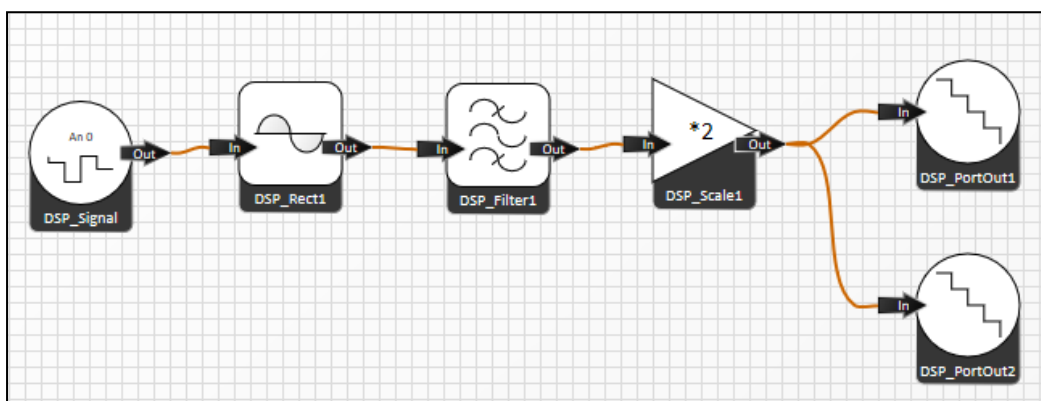 An 0
Out
DSP_Signal
In
Out
DSP_Rect1
In
Out
DSP_Filter1
In
*2
Out
DSP_Scale1
In
DSP_PortOut1
In
DSP_PortOut2